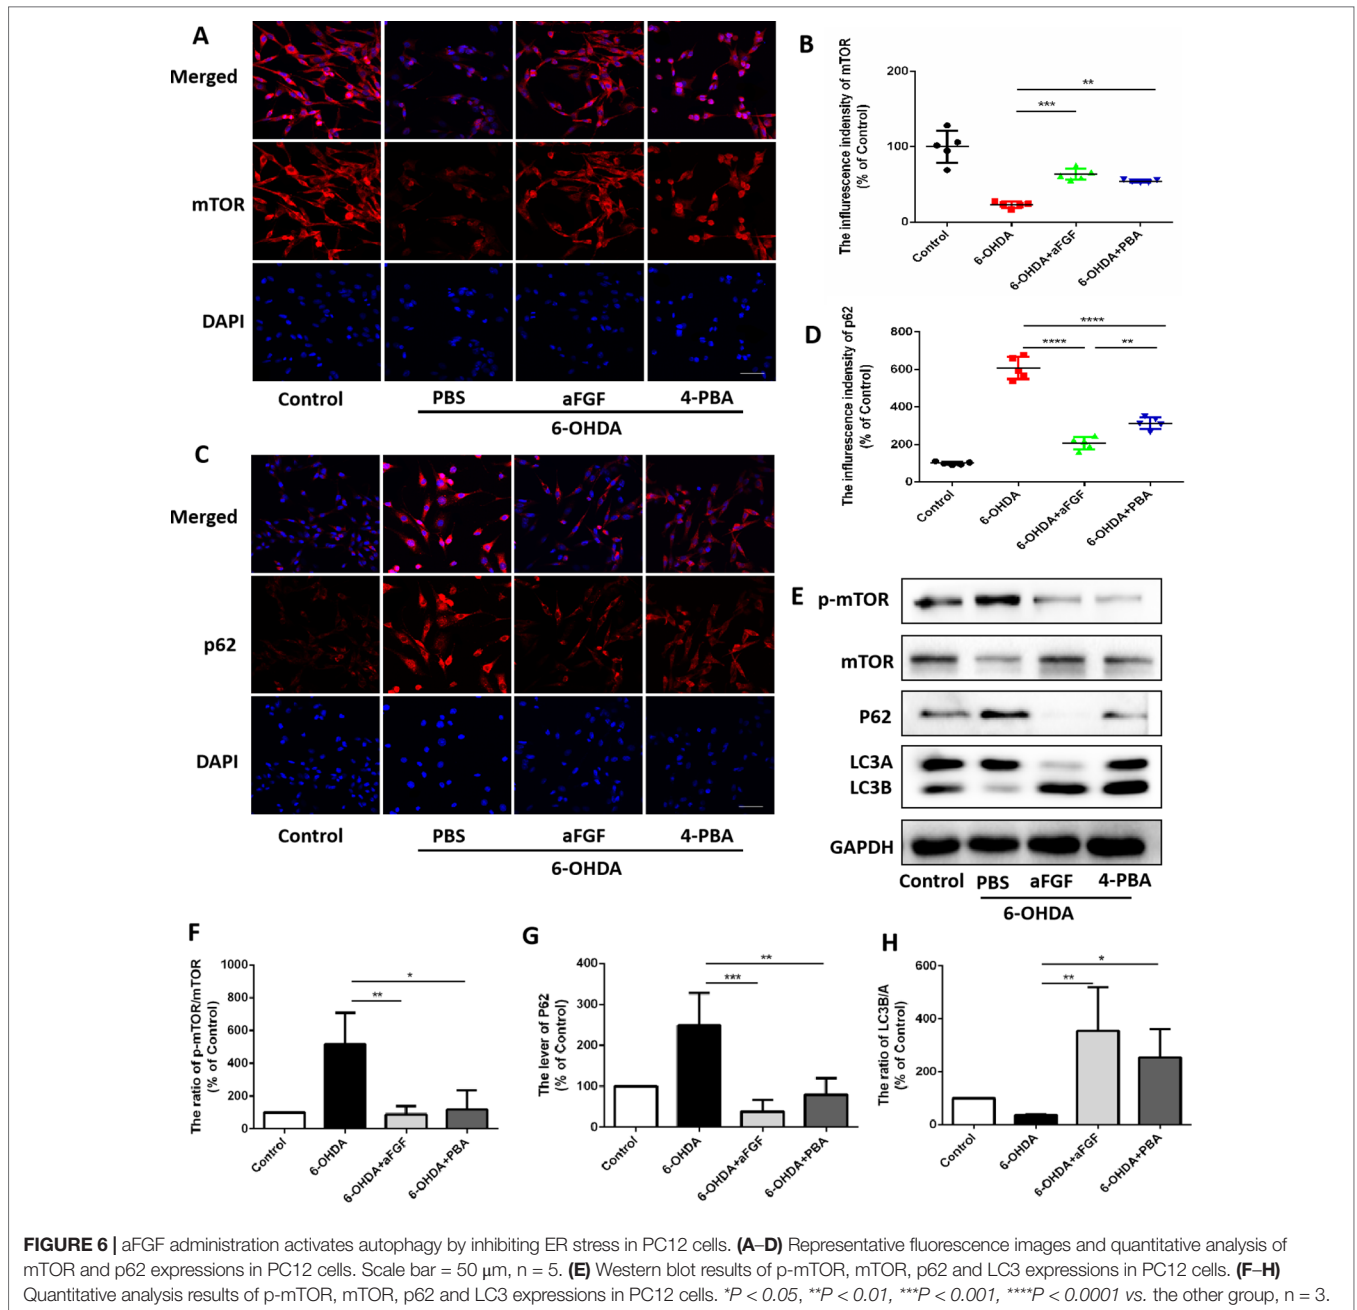 A
Merged
mTOR
DAPI
Control
PBS
aFGF
4-PBA
6-OHDA
B
The influrescence indensity of mTOR
(% of Control)
200
100
0
***
**
Control
6-OHDA
6-OHDA+aFGF
6-OHDA+PBA
C
Merged
p62
DAPI
Control
PBS
aFGF
4-PBA
6-OHDA
D
The influrescence indensity of p62
(% of Control)
800
600
400
200
0
****
****
**
Control
6-OHDA
6-OHDA+aFGF
6-OHDA+PBA
E
p-mTOR
mTOR
P62
LC3A
LC3B
GAPDH
Control
PBS
aFGF
4-PBA
6-OHDA
F
The ratio of p-mTOR/mTOR
(% of Control)
1000
800
600
400
200
0
*
**
Control
6-OHDA
6-OHDA+aFGF
6-OHDA+PBA
G
The lever of P62
(% of Control)
400
300
200
100
0
**
***
Control
6-OHDA
6-OHDA+aFGF
6-OHDA+PBA
H
The ratio of LC3B/A
(% of Control)
600
400
200
0
*
**
Control
6-OHDA
6-OHDA+aFGF
6-OHDA+PBA
FIGURE 6 | aFGF administration activates autophagy by inhibiting ER stress in PC12 cells. (A–D) Representative fluorescence images and quantitative analysis of
mTOR and p62 expressions in PC12 cells. Scale bar = 50 μm, n = 5. (E) Western blot results of p-mTOR, mTOR, p62 and LC3 expressions in PC12 cells. (F–H)
Quantitative analysis results of p-mTOR, mTOR, p62 and LC3 expressions in PC12 cells. *P < 0.05, **P < 0.01, ***P < 0.001, ****P < 0.0001 vs. the other group, n = 3.